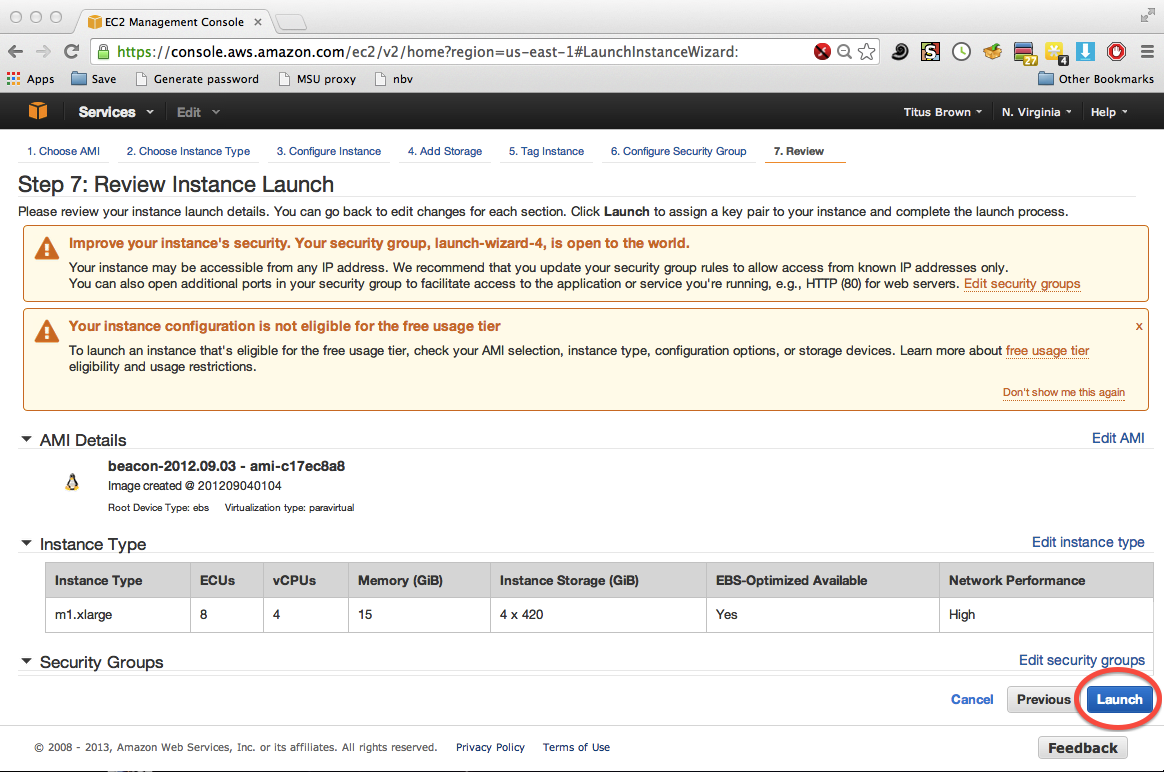 EC2 Management Console
https://console.aws.amazon.com/ec2/v2/home?region=us-east-1#LaunchInstanceWizard:
27
4
Apps Save Generate password MSU proxy nbv Other Bookmarks
Services Edit Titus Brown N. Virginia Help
1. Choose AMI 2. Choose Instance Type 3. Configure Instance 4. Add Storage 5. Tag Instance 6. Configure Security Group 7. Review
Step 7: Review Instance Launch
Please review your instance launch details. You can go back to edit changes for each section. Click Launch to assign a key pair to your instance and complete the launch process.
Improve your instance's security. Your security group, launch-wizard-4, is open to the world.
Your instance may be accessible from any IP address. We recommend that you update your security group rules to allow access from known IP addresses only.
You can also open additional ports in your security group to facilitate access to the application or service you're running, e.g., HTTP (80) for web servers. Edit security groups
Your instance configuration is not eligible for the free usage tier x
To launch an instance that's eligible for the free usage tier, check your AMI selection, instance type, configuration options, or storage devices. Learn more about free usage tier
eligibility and usage restrictions.
Don't show me this again
AMI Details Edit AMI
beacon-2012.09.03 - ami-c17ec8a8
Image created @ 201209040104
Root Device Type: ebs Virtualization type: paravirtual
Instance Type Edit instance type
Instance Type ECUs vCPUs Memory (GiB) Instance Storage (GiB) EBS-Optimized Available Network Performance
m1.xlarge 8 4 15 4 x 420 Yes High
Security Groups Edit security groups
Cancel Previous Launch
© 2008 - 2013, Amazon Web Services, Inc. or its affiliates. All rights reserved. Privacy Policy Terms of Use Feedback